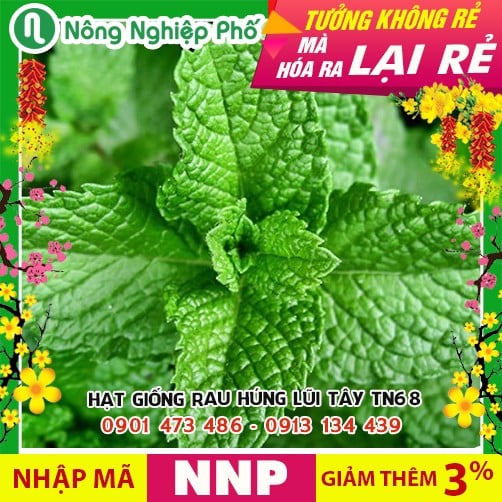 Nông Nghiệp Phố
TƯỞNG KHÔNG RẺ
MÀ
HÓA RA LẠI RẺ
HẠT GIỐNG RAU HÚNG LŨI TÂY TN68
0901 473 486 - 0913 134 439
NHẬP MÃ NNP GIẢM THÊM 3%